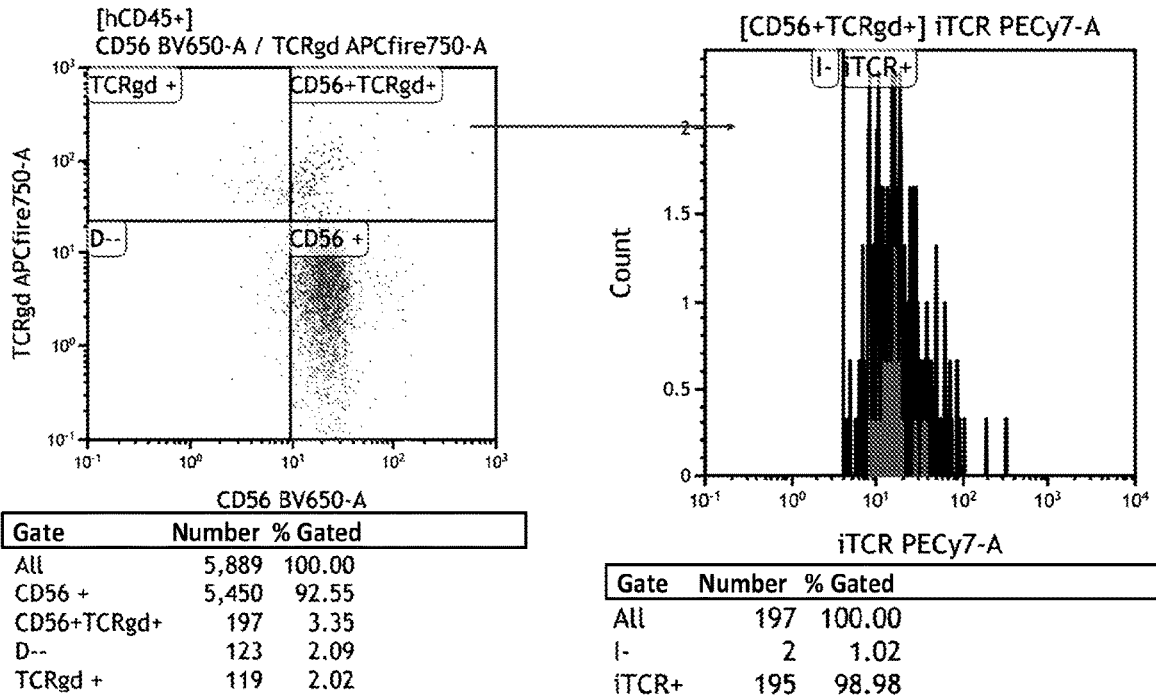 [hCD45+]
CD56 BV650-A / TCRgd APCfire750-A
10³
10²
10¹
10⁰
10⁻¹
TCRgd APCfire750-A
TCRgd +
CD56+TCRgd+
D--
CD56 +
10⁻¹ 10⁰ 10¹ 10² 10³
CD56 BV650-A
Gate Number % Gated
All 5,889 100.00
CD56 + 5,450 92.55
CD56+TCRgd+ 197 3.35
D-- 123 2.09
TCRgd + 119 2.02
[CD56+TCRgd+] iTCR PECy7-A
I- iTCR+
2
1.5
1
0.5
0
Count
10⁻¹ 10⁰ 10¹ 10² 10³ 10⁴
iTCR PECy7-A
Gate Number % Gated
All 197 100.00
I- 2 1.02
iTCR+ 195 98.98